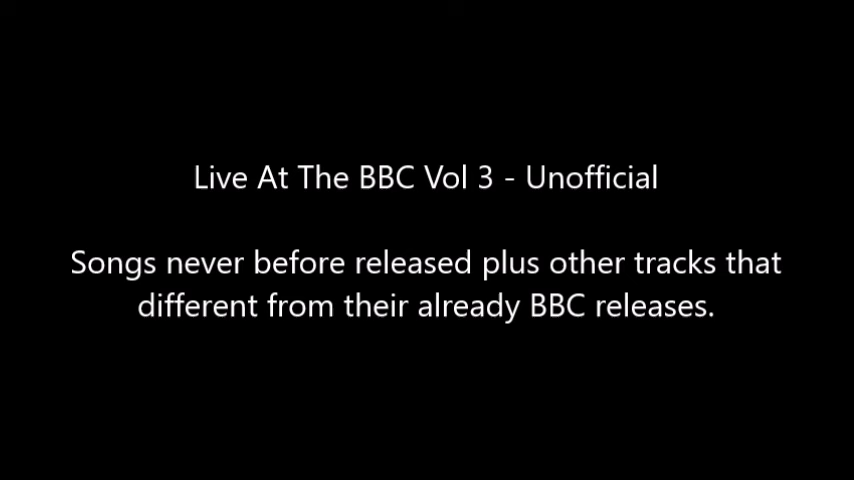 Live At The BBC Vol 3 - Unofficial
Songs never before released plus other tracks that
different from their already BBC releases.